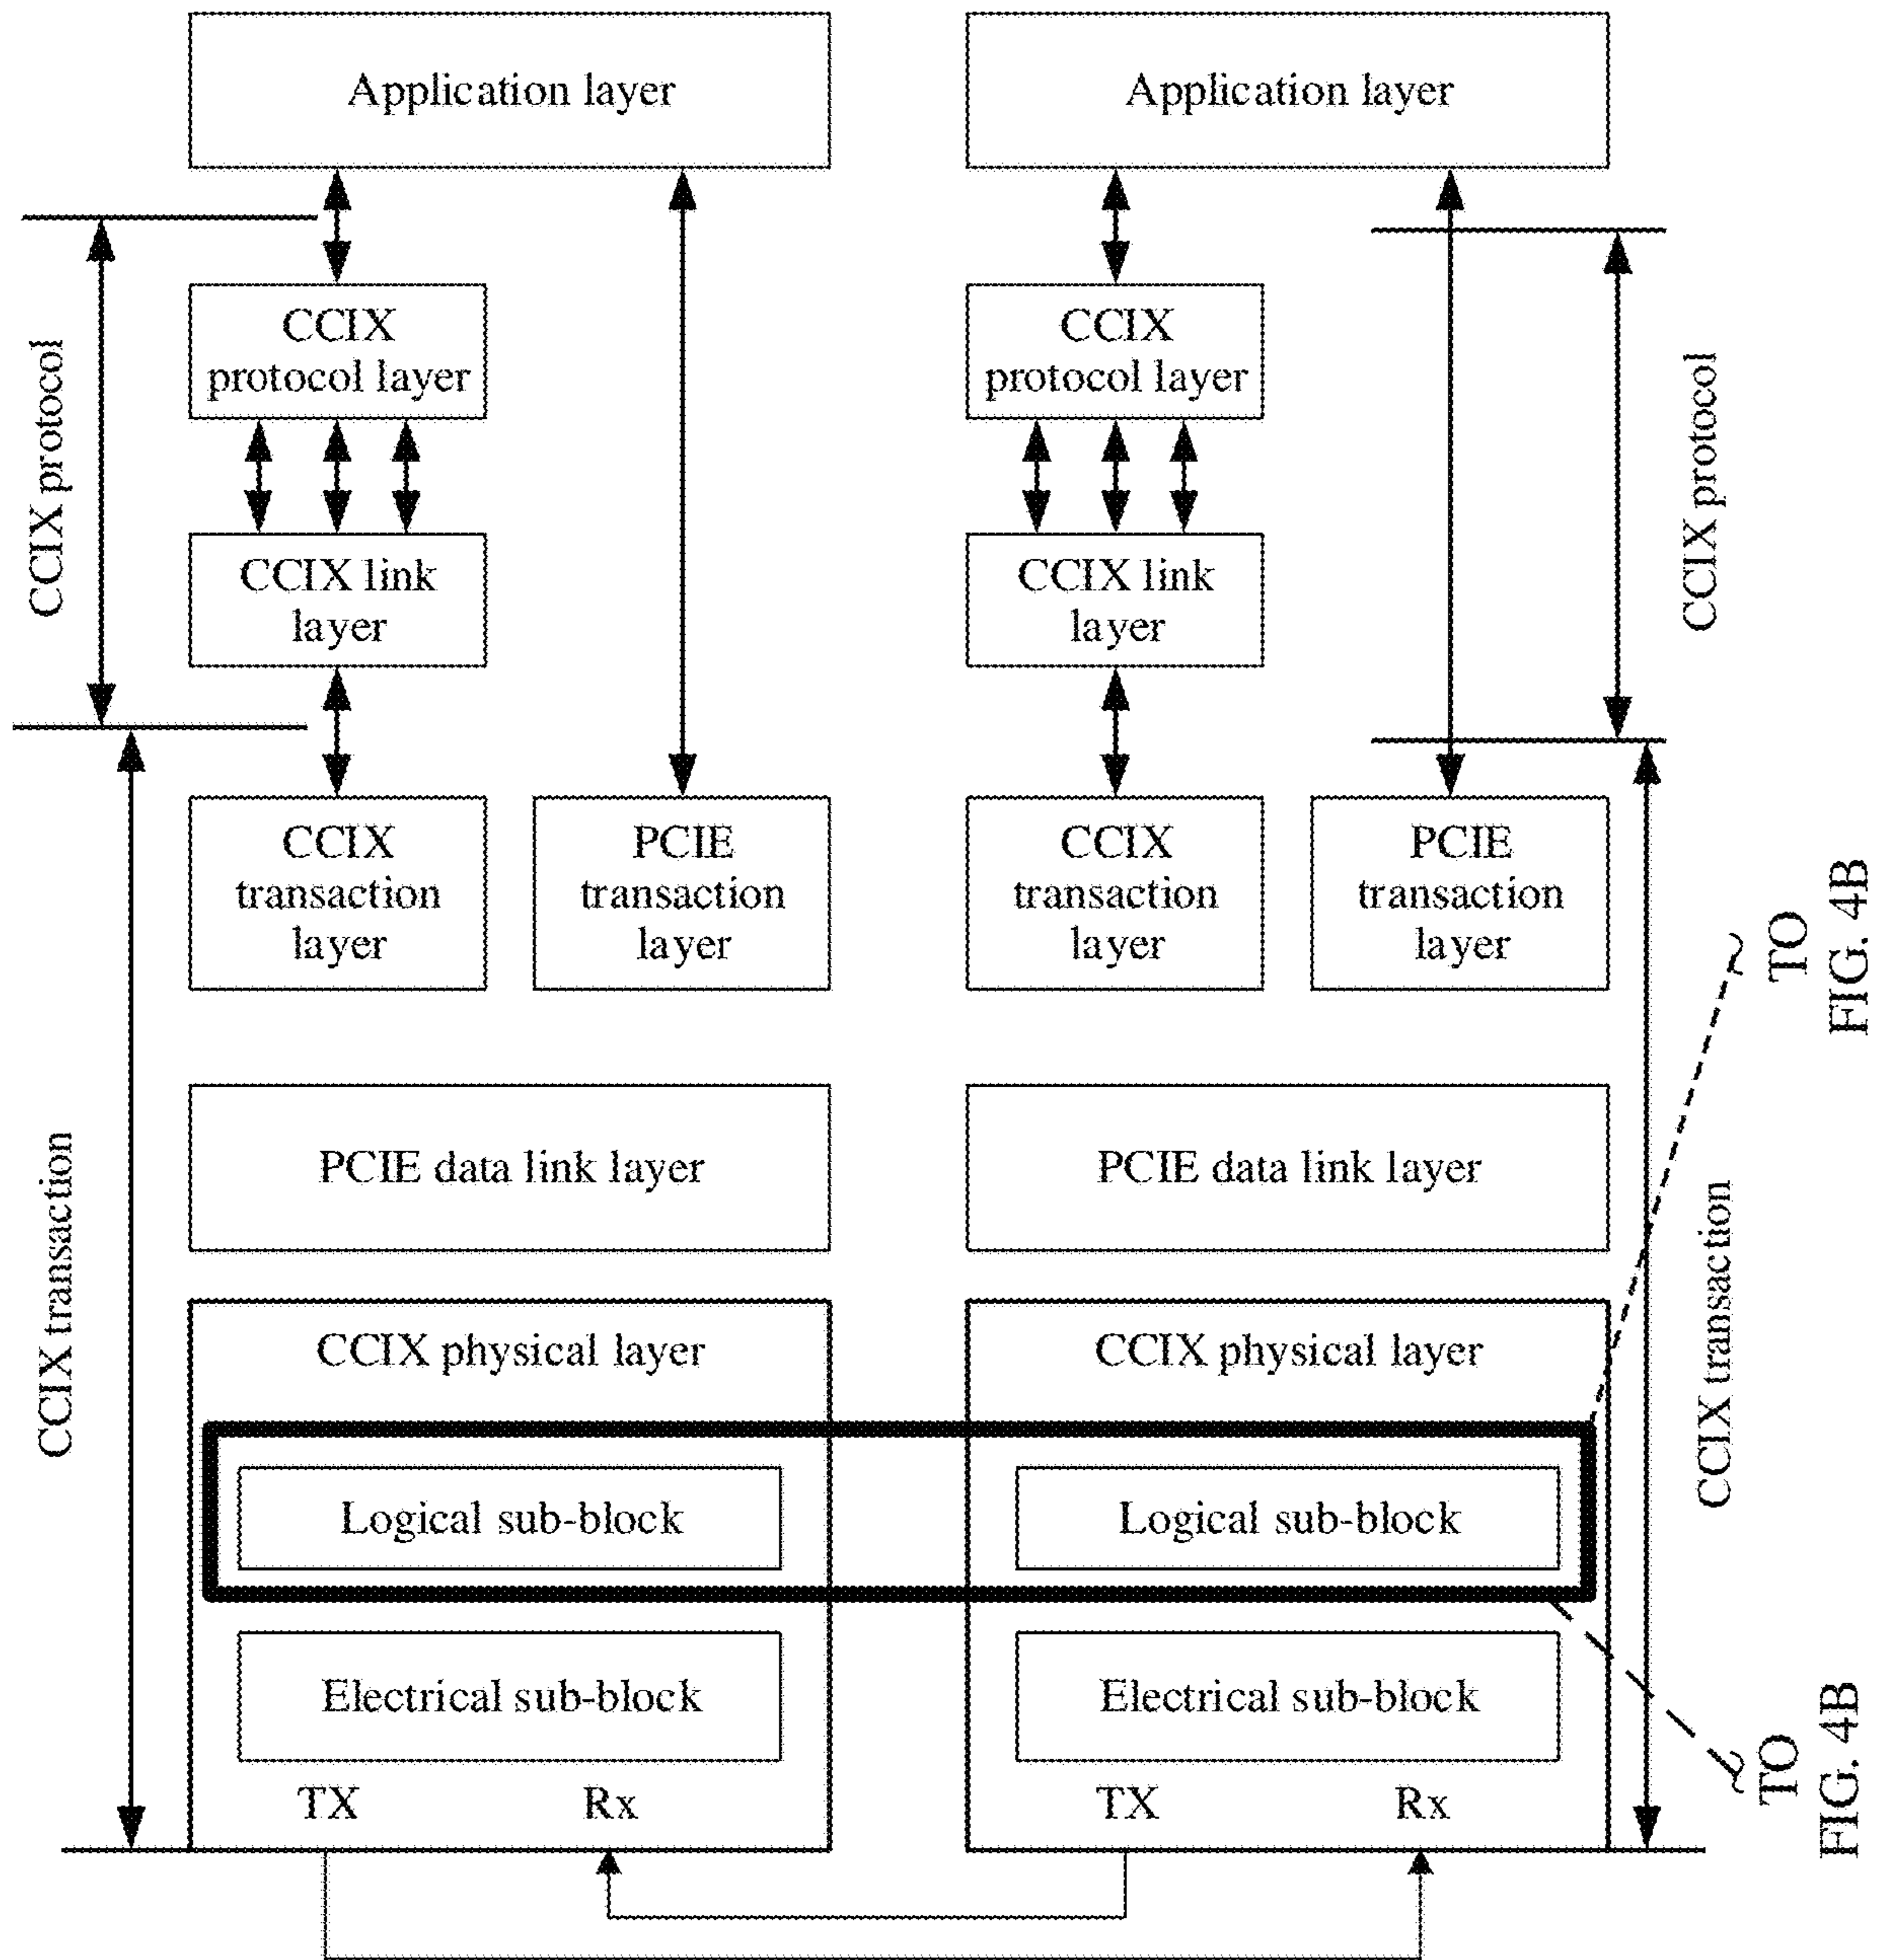 Application layer
Application layer
CCIX
protocol layer
CCIX
protocol layer
CCIX protocol
CCIX protocol
CCIX link
layer
CCIX link
layer
CCIX
transaction
layer
PCIE
transaction
layer
CCIX
transaction
layer
PCIE
transaction
layer
TO
FIG. 4B
PCIE data link layer
PCIE data link layer
CCIX transaction
CCIX transaction
CCIX physical layer
CCIX physical layer
Logical sub-block
Logical sub-block
Electrical sub-block
Electrical sub-block
TO
FIG. 4B
TX
Rx
TX
Rx